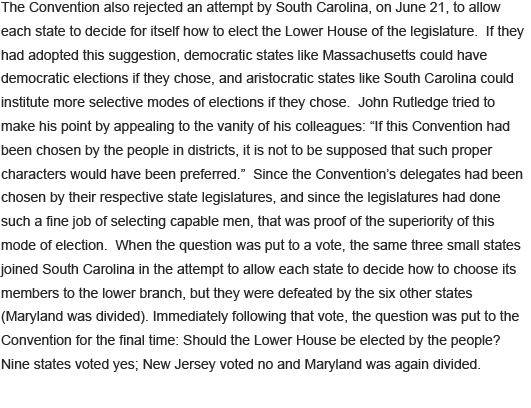 The Convention also rejected an attempt by South Carolina, on June 21, to allow
each state to decide for itself how to elect the Lower House of the legislature.  If they
had adopted this suggestion, democratic states like Massachusetts could have
democratic elections if they chose, and aristocratic states like South Carolina could
institute more selective modes of elections if they chose.  John Rutledge tried to
make his point by appealing to the vanity of his colleagues: “If this Convention had
been chosen by the people in districts, it is not to be supposed that such proper
characters would have been preferred.”  Since the Convention’s delegates had been
chosen by their respective state legislatures, and since the legislatures had done
such a fine job of selecting capable men, that was proof of the superiority of this
mode of election.  When the question was put to a vote, the same three small states
joined South Carolina in the attempt to allow each state to decide how to choose its
members to the lower branch, but they were defeated by the six other states
(Maryland was divided). Immediately following that vote, the question was put to the
Convention for the final time: Should the Lower House be elected by the people?
Nine states voted yes; New Jersey voted no and Maryland was again divided.